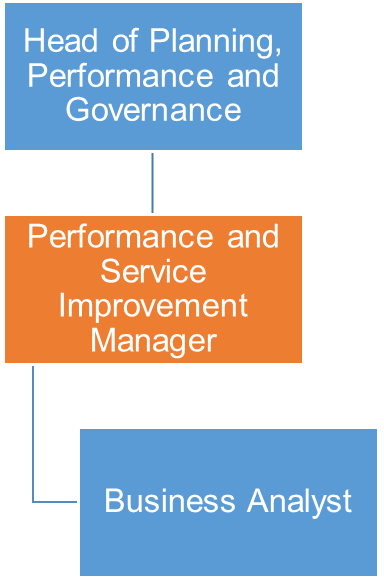 Head of Planning,
Performance and
Governance
Performance and
Service
Improvement
Manager
Business Analyst